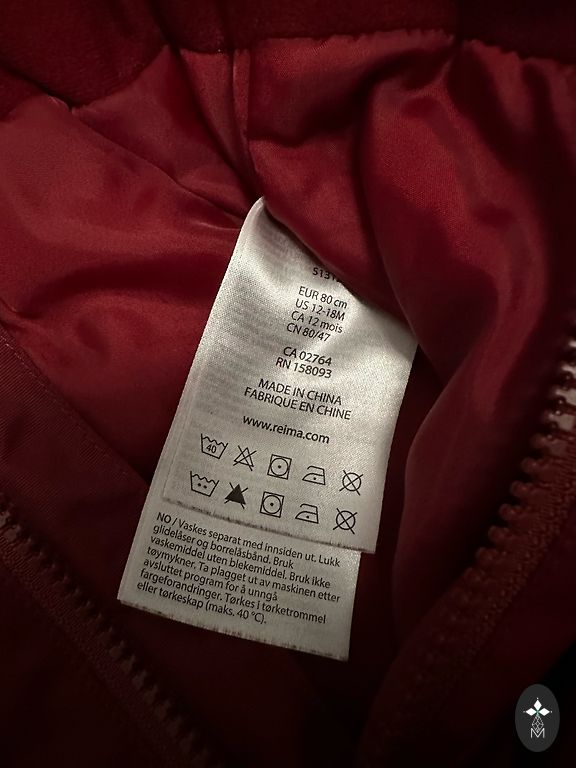 EUR 80 cm
US 12-18M
CA 12 mois
CN 80/47
CA 02764
RN 158093
MADE IN CHINA
FABRIQUE EN CHINE
www.reima.com
40
NO / Vaskes separat med innsiden ut. Lukk
glidelåser og borrelåsbånd. Bruk
vaskemiddel uten blekemiddel. Bruk ikke
tøymykner. Ta plagget ut av maskinen etter
avsluttet program for å unngå
fargeforandringer. Tørkes i tørketrommel
eller tørkeskap (maks. 40 °C).
M